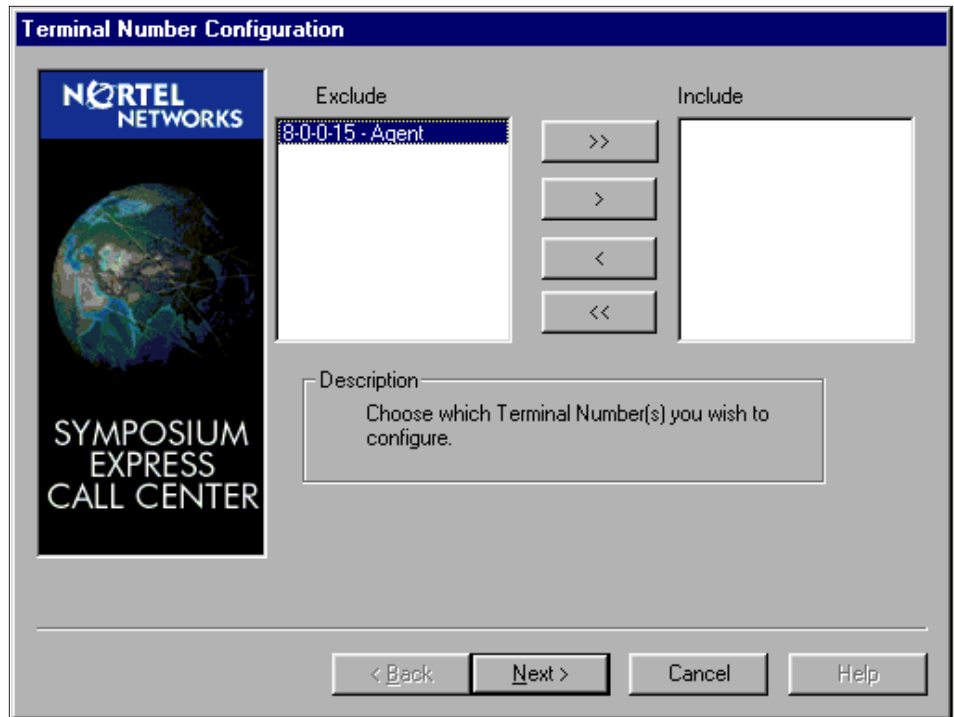 Terminal Number Configuration
NORTEL
NETWORKS
SYMPOSIUM
EXPRESS
CALL CENTER
Exclude
Include
8-0-0-15 - Agent
>>
>
<
<<
Description
Choose which Terminal Number(s) you wish to
configure.
< Back
Next >
Cancel
Help